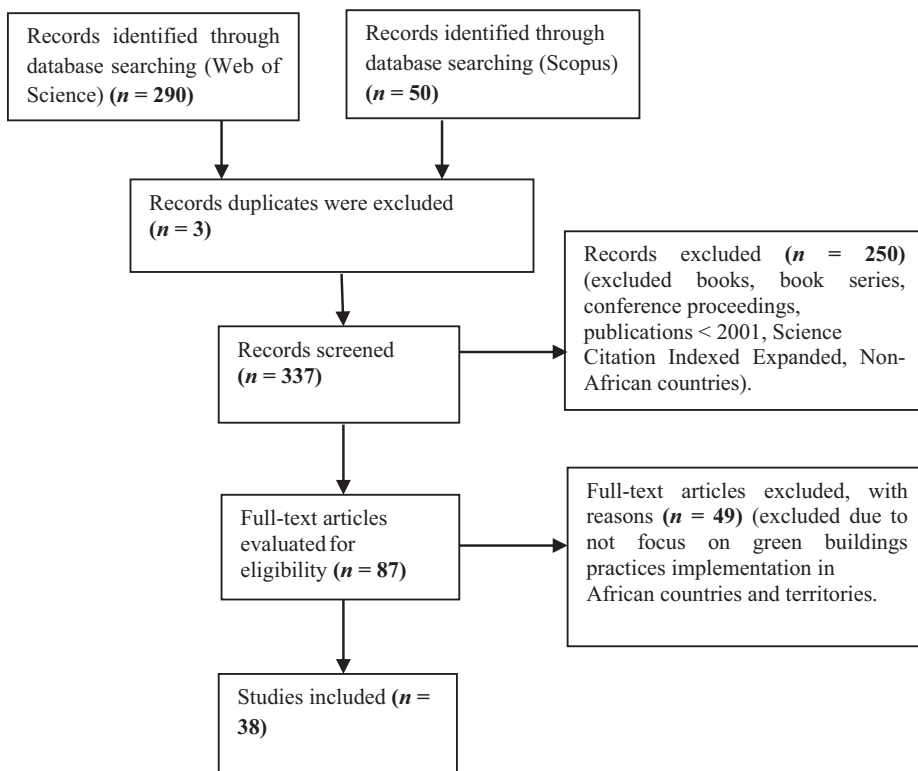 Records identified through
database searching (Web of
Science) (n = 290)
Records identified through
database searching (Scopus)
(n = 50)
Records duplicates were excluded
(n = 3)
Records excluded (n = 250)
(excluded books, book series,
conference proceedings,
publications < 2001, Science
Citation Indexed Expanded, Non-
African countries).
Records screened
(n = 337)
Full-text articles
evaluated for
eligibility (n = 87)
Full-text articles excluded, with
reasons (n = 49) (excluded due to
not focus on green buildings
practices implementation in
African countries and territories.
Studies included (n =
38)